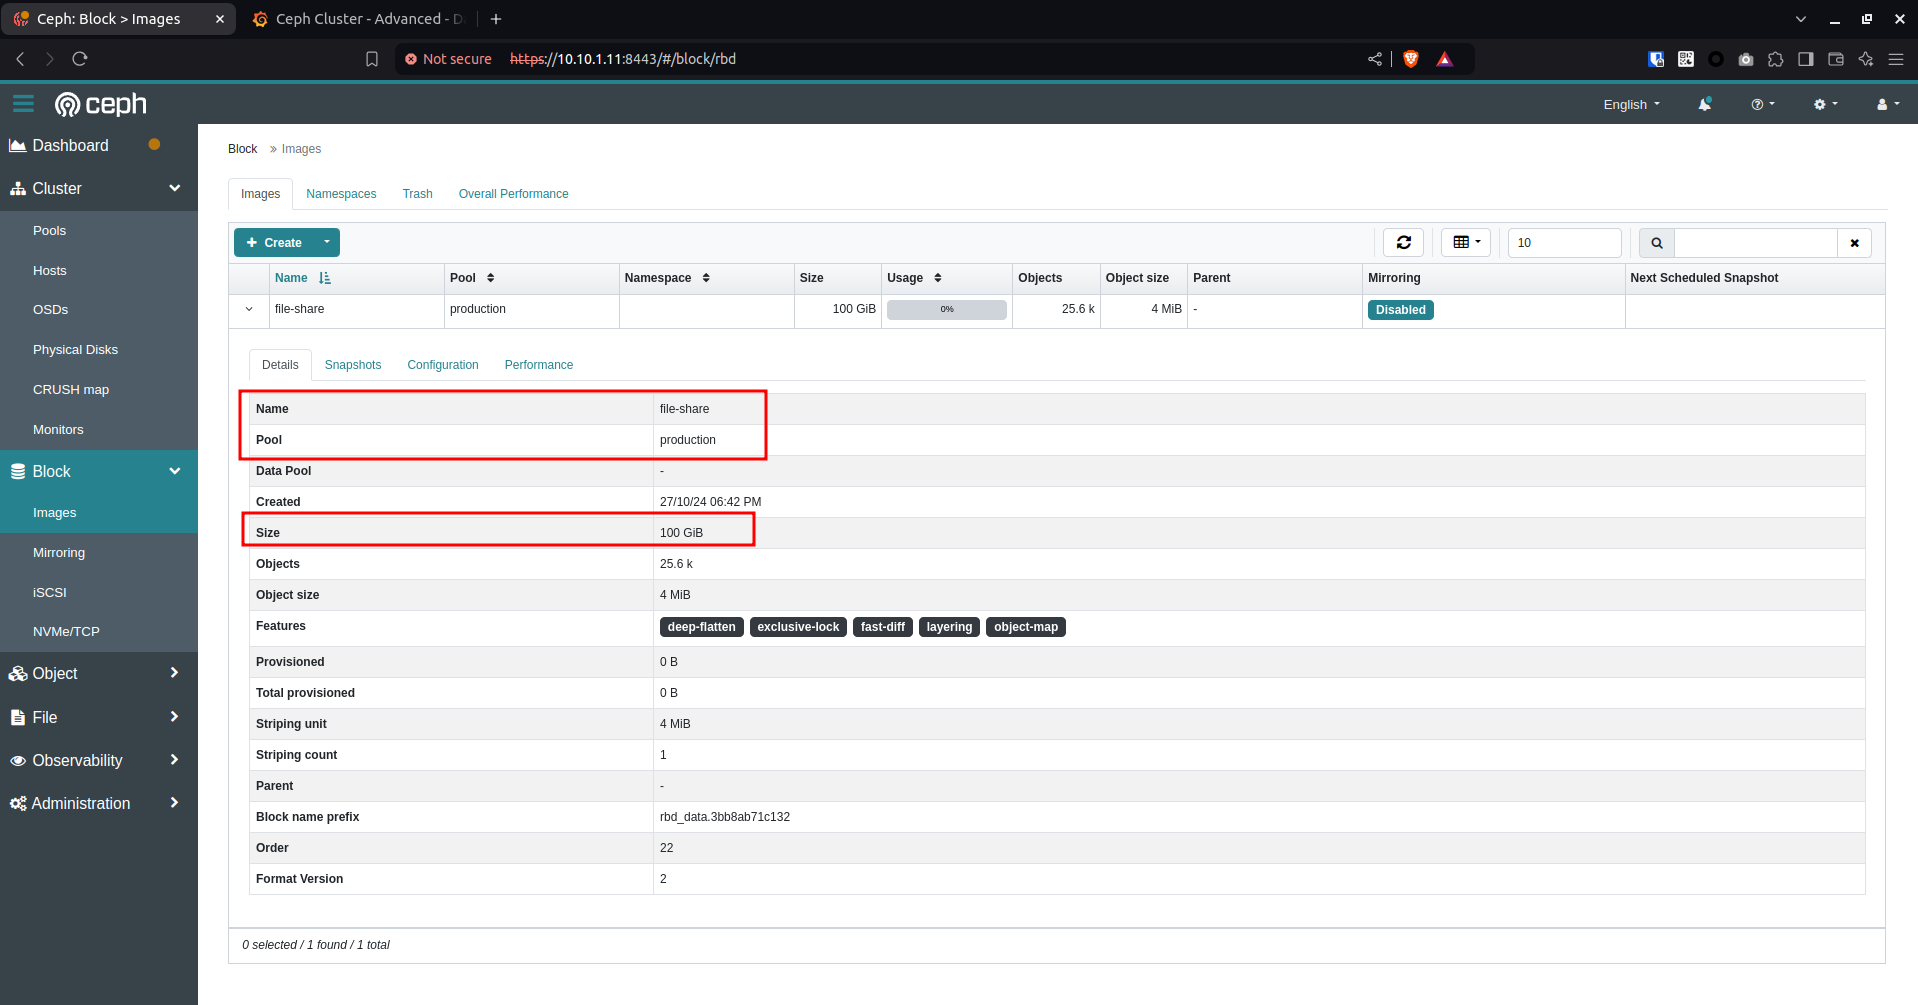 Ceph: Block > Images
Ceph Cluster - Advanced - D
Not secure https://10.10.1.11:8443/#/block/rbd
ceph
English
Dashboard
Cluster
Pools
Hosts
OSDs
Physical Disks
CRUSH map
Monitors
Block
Images
Mirroring
iSCSI
NVMe/TCP
Object
File
Observability
Administration
Block » Images
Images Namespaces Trash Overall Performance
Create 10
Name Pool Namespace Size Usage Objects Object size Parent Mirroring Next Scheduled Snapshot
file-share production 100 GiB 0% 25.6 k 4 MiB - Disabled
Details Snapshots Configuration Performance
Name file-share
Pool production
Data Pool -
Created 27/10/24 06:42 PM
Size 100 GiB
Objects 25.6 k
Object size 4 MiB
Features deep-flatten exclusive-lock fast-diff layering object-map
Provisioned 0 B
Total provisioned 0 B
Striping unit 4 MiB
Striping count 1
Parent -
Block name prefix rbd_data.3bb8ab71c132
Order 22
Format Version 2
0 selected / 1 found / 1 total